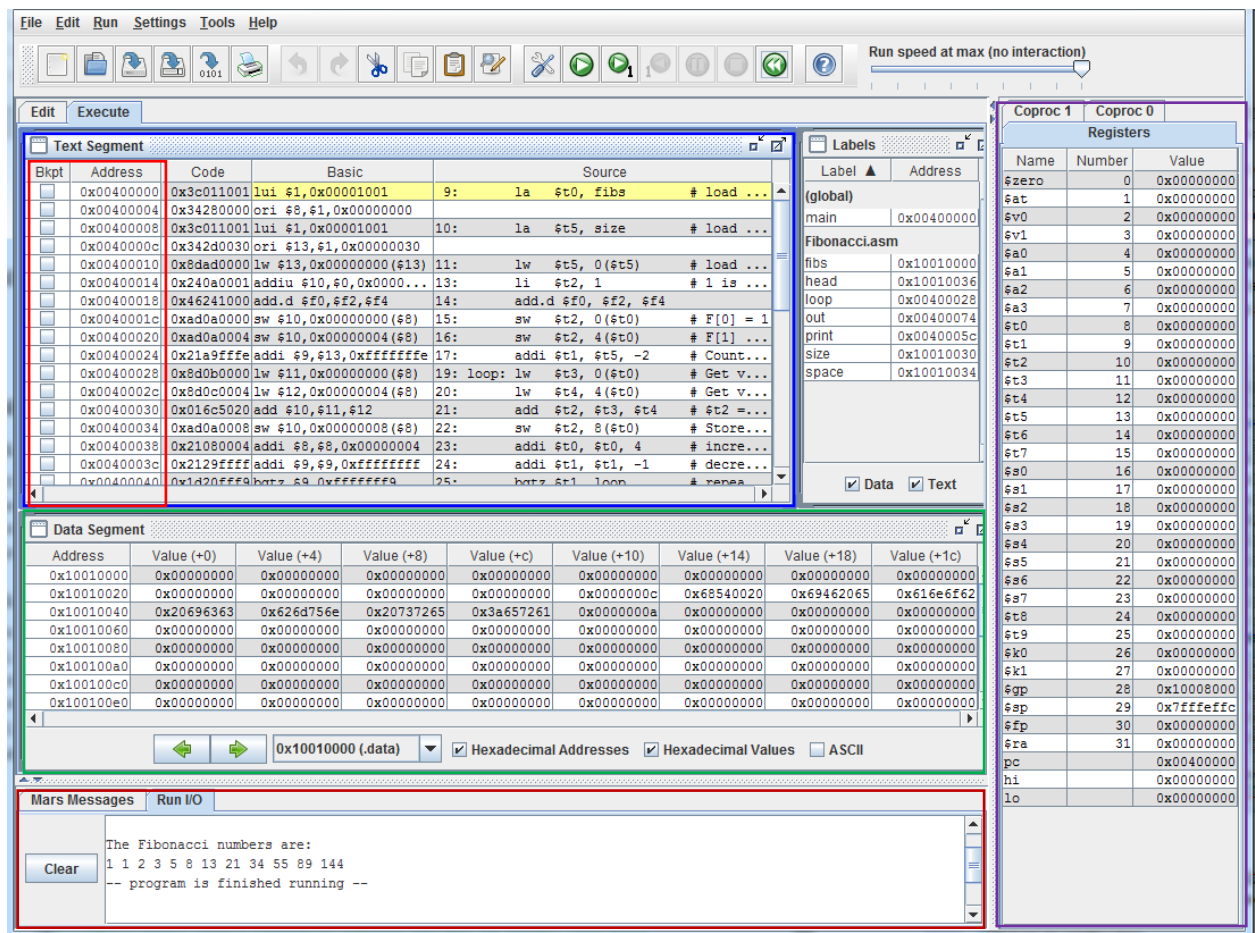 File Edit Run Settings Tools Help
Run speed at max (no interaction)
0101
1
1
Edit Execute
Text Segment
Bkpt Address Code Basic Source
0x00400000 0x3c011001 lui $1,0x00001001 9: la $t0, fibs # load ...
0x00400004 0x34280000 ori $8,$1,0x00000000
0x00400008 0x3c011001 lui $1,0x00001001 10: la $t5, size # load ...
0x0040000c 0x342d0030 ori $13,$1,0x00000030
0x00400010 0x8dad0000 lw $13,0x00000000($13) 11: lw $t5, 0($t5) # load ...
0x00400014 0x240a0001 addiu $10,$0,0x0000... 13: li $t2, 1 # 1 is ...
0x00400018 0x46241000 add.d $f0,$f2,$f4 14: add.d $f0, $f2, $f4
0x0040001c 0xad0a0000 sw $10,0x00000000($8) 15: sw $t2, 0($t0) # F[0] = 1
0x00400020 0xad0a0004 sw $10,0x00000004($8) 16: sw $t2, 4($t0) # F[1] ...
0x00400024 0x21a9fffe addi $9,$13,0xfffffffe 17: addi $t1, $t5, -2 # Count...
0x00400028 0x8d0b0000 lw $11,0x00000000($8) 19: loop: lw $t3, 0($t0) # Get v...
0x0040002c 0x8d0c0004 lw $12,0x00000004($8) 20: lw $t4, 4($t0) # Get v...
0x00400030 0x016c5020 add $10,$11,$12 21: add $t2, $t3, $t4 # $t2 =...
0x00400034 0xad0a0008 sw $10,0x00000008($8) 22: sw $t2, 8($t0) # Store...
0x00400038 0x21080004 addi $8,$8,0x00000004 23: addi $t0, $t0, 4 # incre...
0x0040003c 0x2129ffff addi $9,$9,0xffffffff 24: addi $t1, $t1, -1 # decre...
0x00400040 0x1d20fff9 bgtz $9,0xfffffff9 25: bgtz $t1, loop # repea...
Labels
Label ▲ Address
(global)
main 0x00400000
Fibonacci.asm
fibs 0x10010000
head 0x10010036
loop 0x00400028
out 0x00400074
print 0x0040005c
size 0x10010030
space 0x10010034
Data Text
Data Segment
Address Value (+0) Value (+4) Value (+8) Value (+c) Value (+10) Value (+14) Value (+18) Value (+1c)
0x10010000 0x00000000 0x00000000 0x00000000 0x00000000 0x00000000 0x00000000 0x00000000 0x00000000
0x10010020 0x00000000 0x00000000 0x00000000 0x00000000 0x0000000c 0x68540020 0x69462065 0x616e6f62
0x10010040 0x20696363 0x626d756e 0x20737265 0x3a657261 0x0000000a 0x00000000 0x00000000 0x00000000
0x10010060 0x00000000 0x00000000 0x00000000 0x00000000 0x00000000 0x00000000 0x00000000 0x00000000
0x10010080 0x00000000 0x00000000 0x00000000 0x00000000 0x00000000 0x00000000 0x00000000 0x00000000
0x100100a0 0x00000000 0x00000000 0x00000000 0x00000000 0x00000000 0x00000000 0x00000000 0x00000000
0x100100c0 0x00000000 0x00000000 0x00000000 0x00000000 0x00000000 0x00000000 0x00000000 0x00000000
0x100100e0 0x00000000 0x00000000 0x00000000 0x00000000 0x00000000 0x00000000 0x00000000 0x00000000
0x10010000 (.data) Hexadecimal Addresses Hexadecimal Values ASCII
Mars Messages Run I/O
Clear
The Fibonacci numbers are:
1 1 2 3 5 8 13 21 34 55 89 144
-- program is finished running --
Coproc 1 Coproc 0
Registers
Name Number Value
$zero 0 0x00000000
$at 1 0x00000000
$v0 2 0x00000000
$v1 3 0x00000000
$a0 4 0x00000000
$a1 5 0x00000000
$a2 6 0x00000000
$a3 7 0x00000000
$t0 8 0x00000000
$t1 9 0x00000000
$t2 10 0x00000000
$t3 11 0x00000000
$t4 12 0x00000000
$t5 13 0x00000000
$t6 14 0x00000000
$t7 15 0x00000000
$s0 16 0x00000000
$s1 17 0x00000000
$s2 18 0x00000000
$s3 19 0x00000000
$s4 20 0x00000000
$s5 21 0x00000000
$s6 22 0x00000000
$s7 23 0x00000000
$t8 24 0x00000000
$t9 25 0x00000000
$k0 26 0x00000000
$k1 27 0x00000000
$gp 28 0x10008000
$sp 29 0x7fffeffc
$fp 30 0x00000000
$ra 31 0x00000000
pc 0x00400000
hi 0x00000000
lo 0x00000000